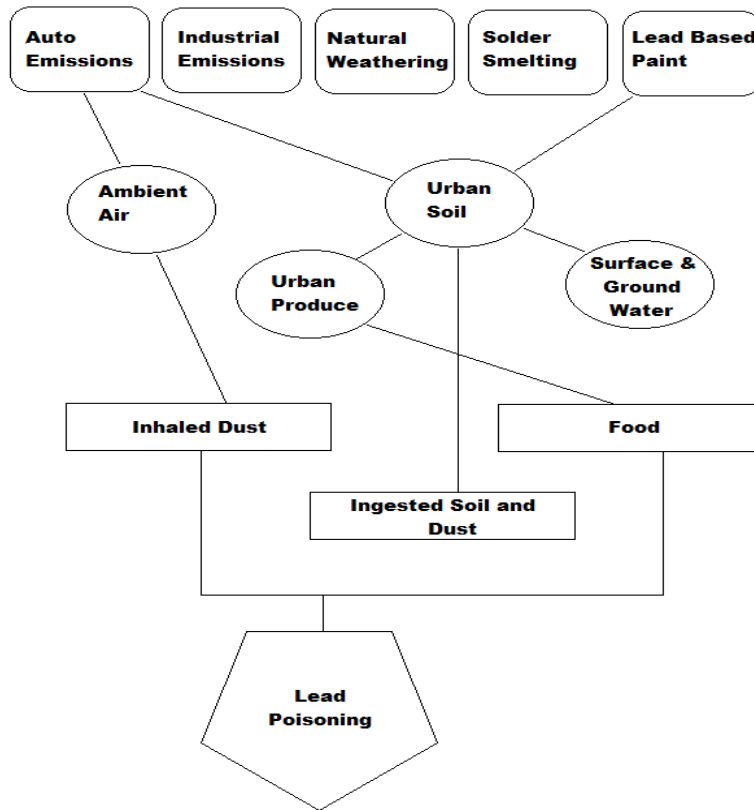 Auto
Emissions
Industrial
Emissions
Natural
Weathering
Solder
Smelting
Lead Based
Paint
Ambient
Air
Urban
Soil
Urban
Produce
Surface &
Ground
Water
Inhaled Dust
Food
Ingested Soil and
Dust
Lead
Poisoning